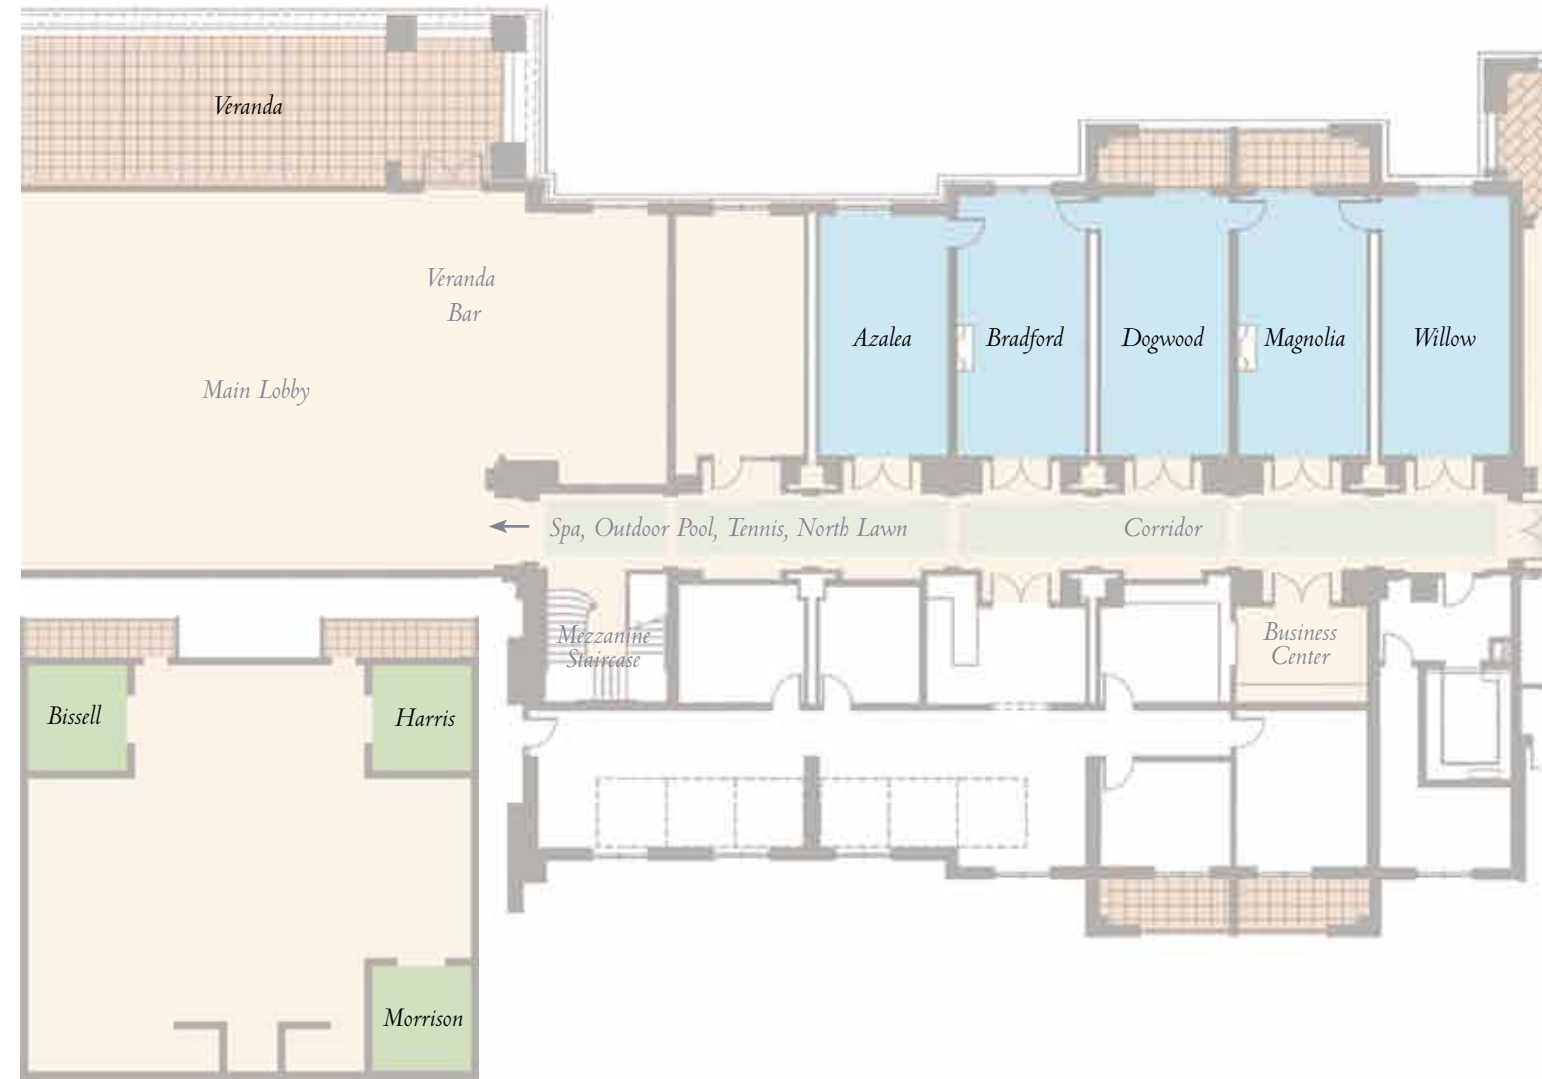 Veranda
Veranda
Bar
Main Lobby
Azalea
Bradford
Dogwood
Magnolia
Willow
Spa, Outdoor Pool, Tennis, North Lawn
Corridor
Mezzanine
Staircase
Business
Center
Bissell
Harris
Morrison